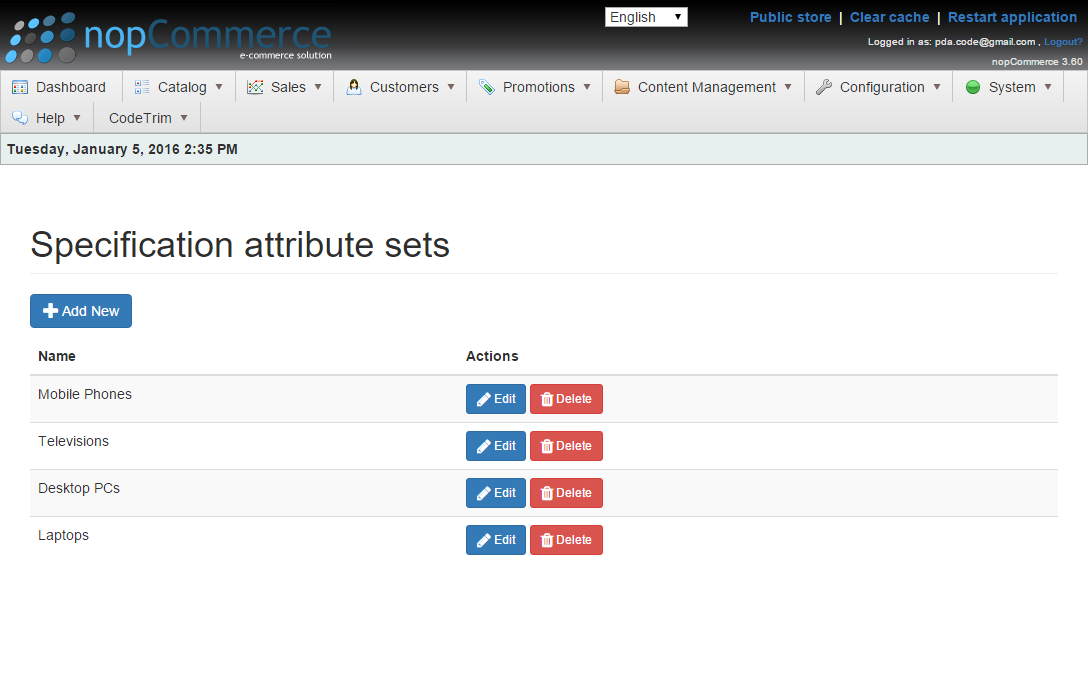 nopCommerce
e-commerce solution
English
Public store | Clear cache | Restart application
Logged in as: pda.code@gmail.com , Logout?
nopCommerce 3.60
Dashboard Catalog Sales Customers Promotions Content Management Configuration System
Help CodeTrim
Tuesday, January 5, 2016 2:35 PM
Specification attribute sets
Add New
Name Actions
Mobile Phones Edit Delete
Televisions Edit Delete
Desktop PCs Edit Delete
Laptops Edit Delete